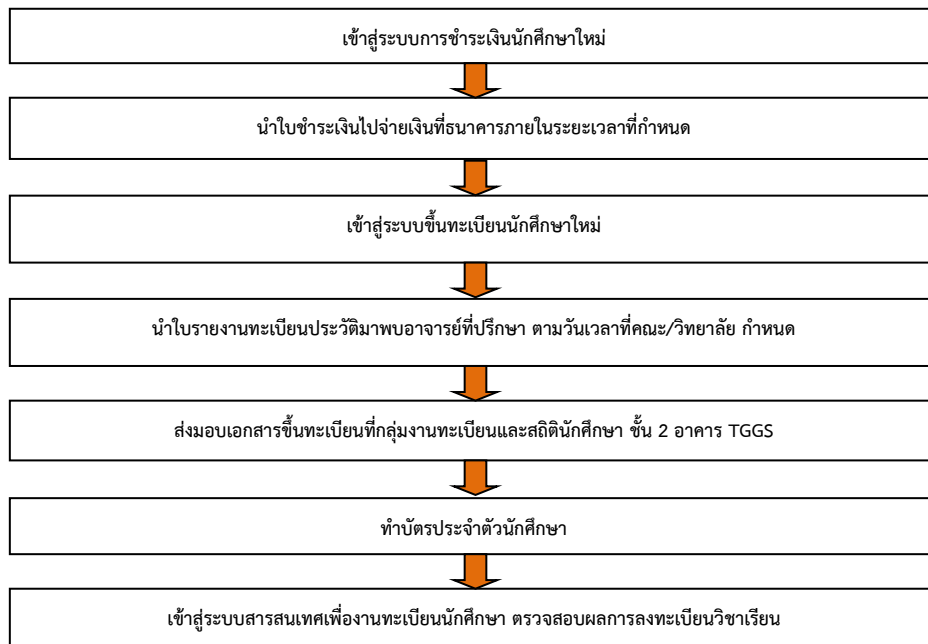 เข้าสู่ระบบการชำระเงินนักศึกษาใหม่
นำใบชำระเงินไปจ่ายเงินที่ธนาคารภายในระยะเวลาที่กำหนด
เข้าสู่ระบบขึ้นทะเบียนนักศึกษาใหม่
นำใบรายงานทะเบียนประวัติมาพบอาจารย์ที่ปรึกษา ตามวันเวลาที่คณะ/วิทยาลัย กำหนด
ส่งมอบเอกสารขึ้นทะเบียนที่กลุ่มงานทะเบียนและสถิตินักศึกษา ชั้น 2 อาคาร TGGS
ทำบัตรประจำตัวนักศึกษา
เข้าสู่ระบบสารสนเทศเพื่องานทะเบียนนักศึกษา ตรวจสอบผลการลงทะเบียนวิชาเรียน